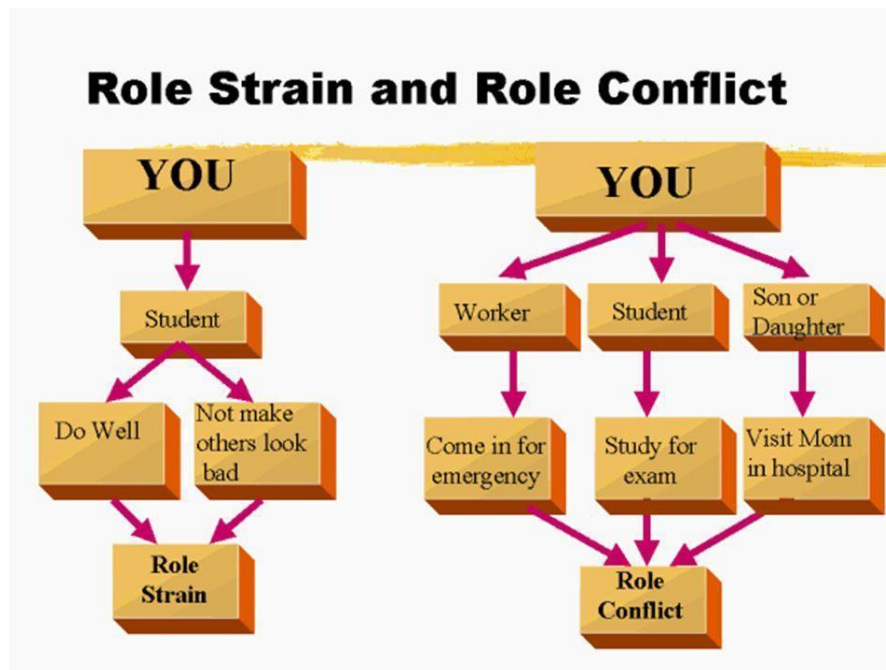 Role Strain and Role Conflict
YOU
Student
Do Well
Not make
others look
bad
Role
Strain
YOU
Worker
Student
Son or
Daughter
Come in for
emergency
Study for
exam
Visit Mom
in hospital
Role
Conflict